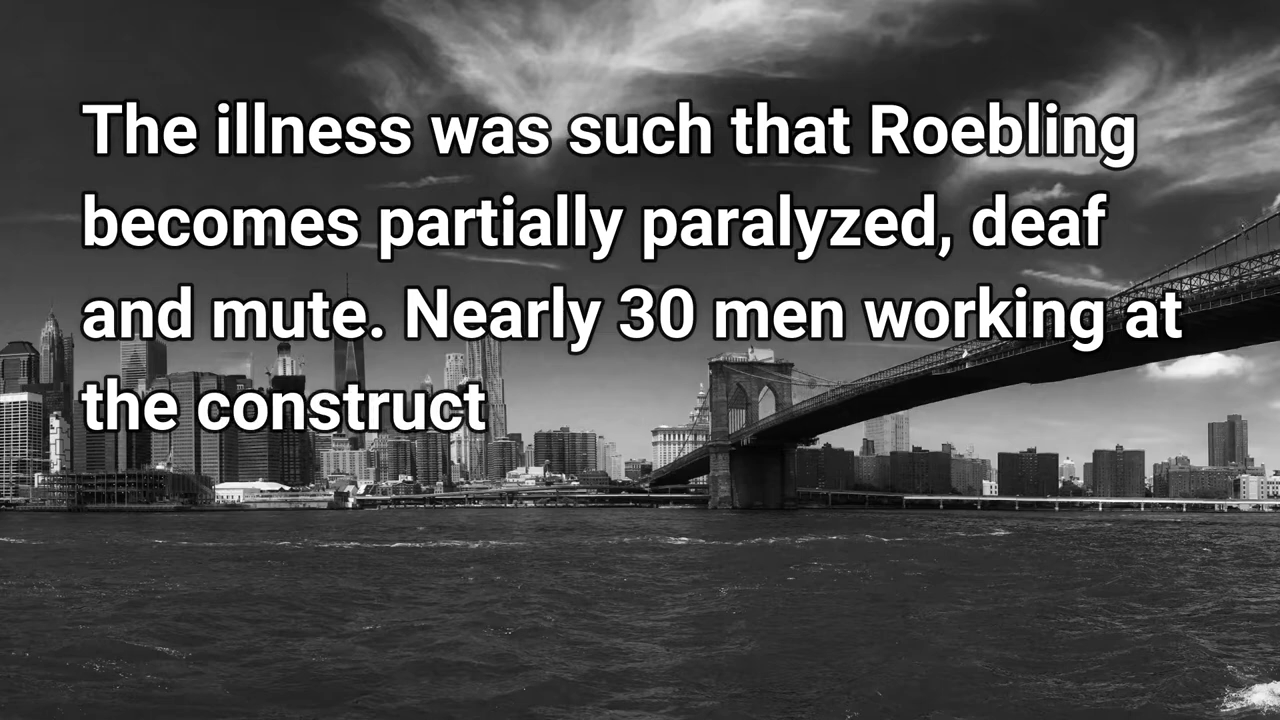 The illness was such that Roebling
becomes partially paralyzed, deaf
and mute. Nearly 30 men working at
the construct